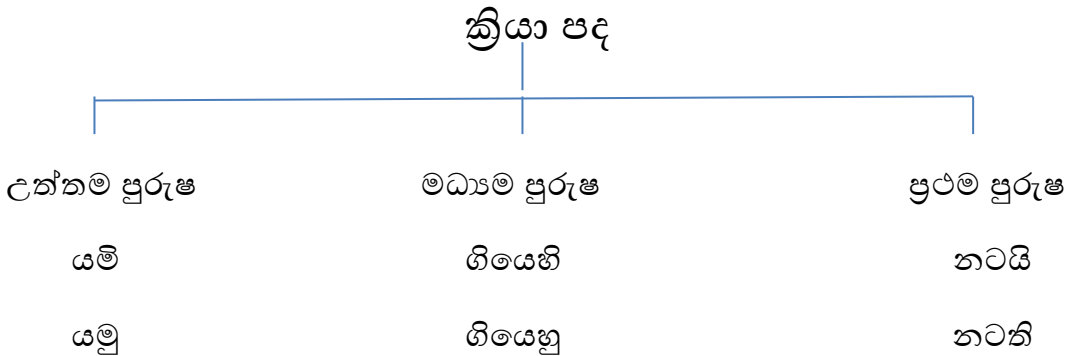 ක්‍රියා පද
උත්තම පුරුෂ මධ්‍යම පුරුෂ ප්‍රථම පුරුෂ
යමි ගියෙහි නටයි
යමු ගියෙහු නටති